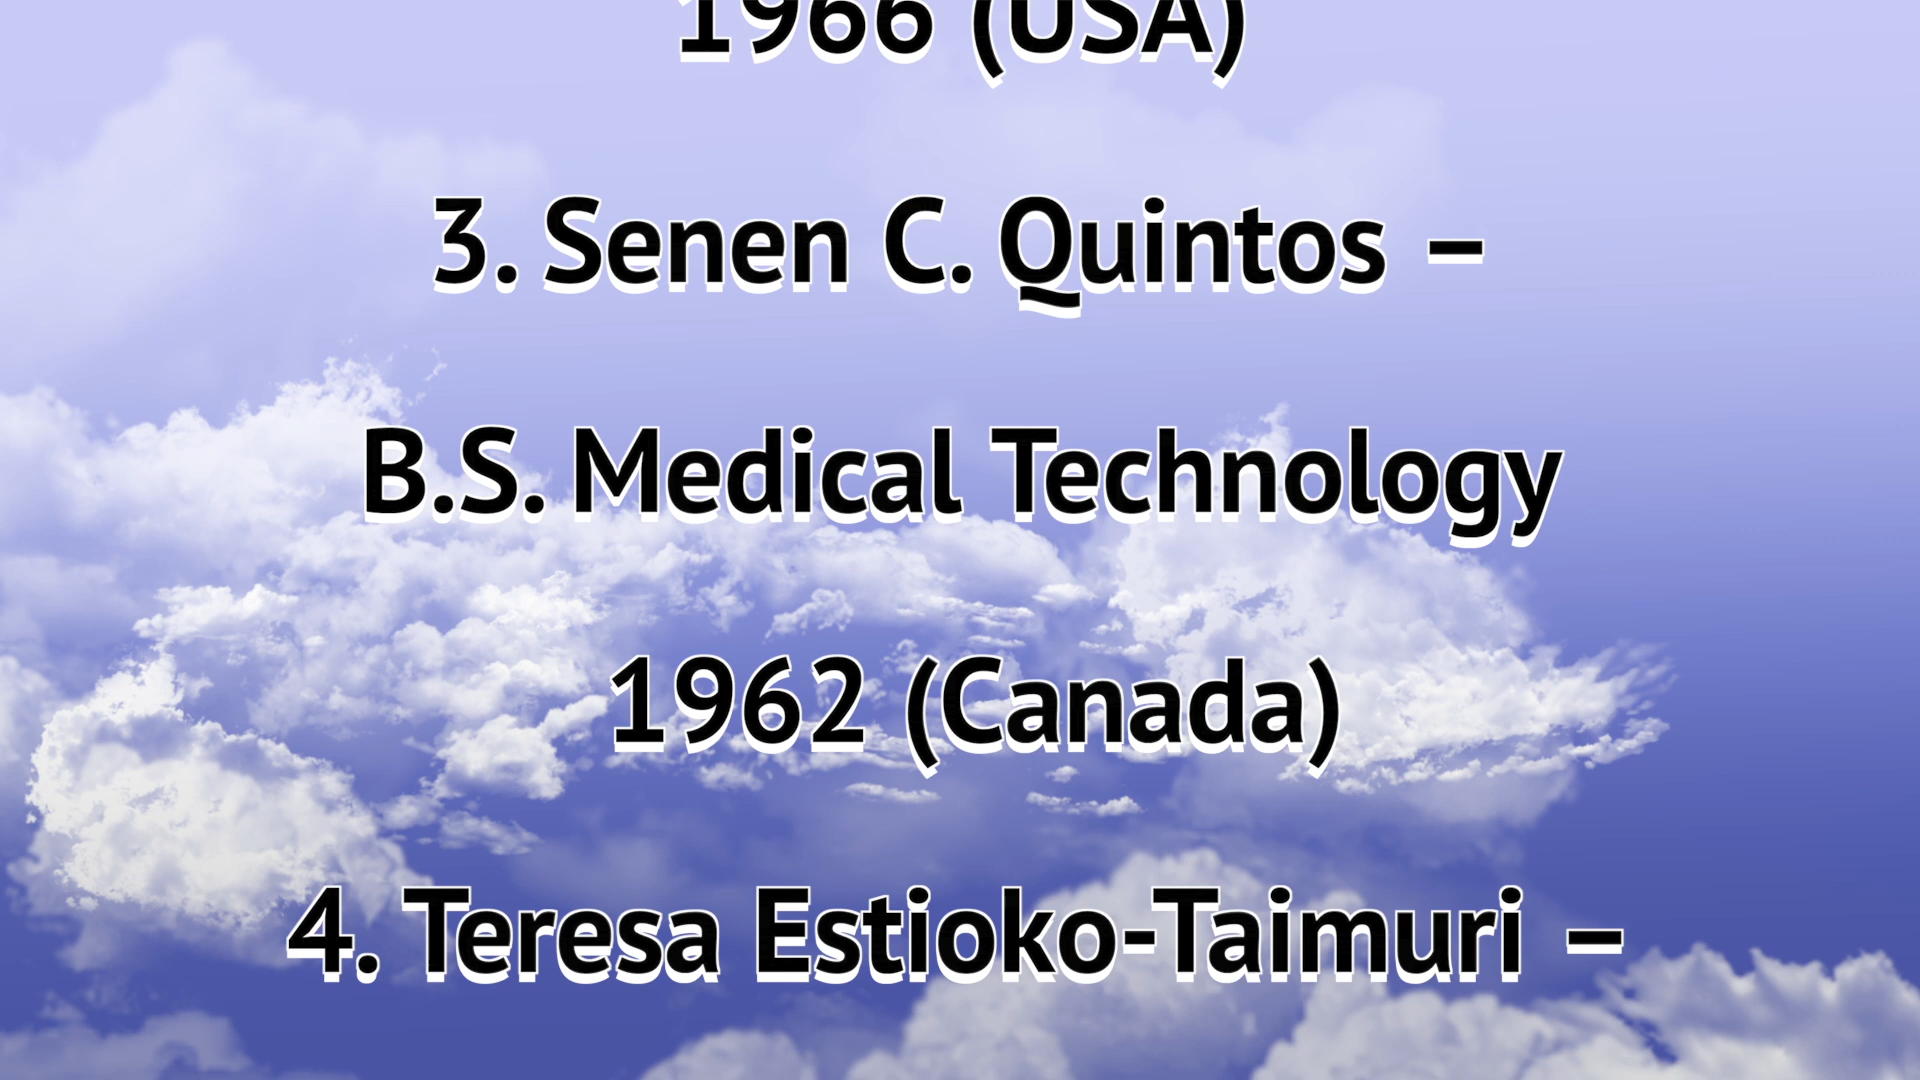 1966 (USA)
3. Senen C. Quintos –
B.S. Medical Technology
1962 (Canada)
4. Teresa Estioko-Taimuri –